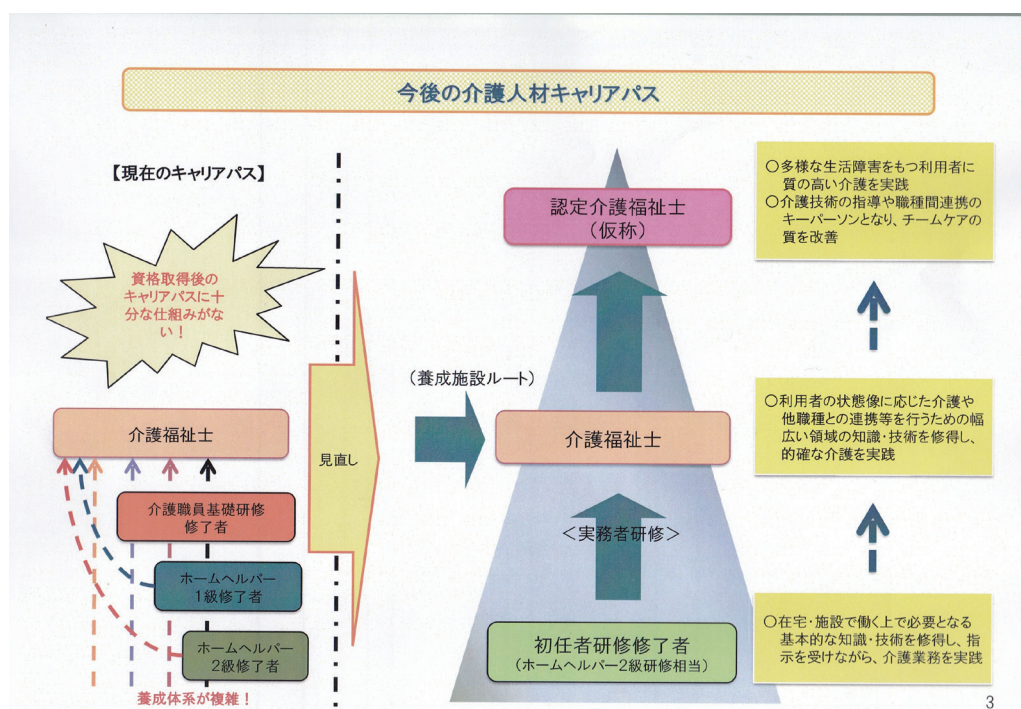 今後の介護人材キャリアパス
【現在のキャリアパス】
資格取得後の
キャリアパスに十
分な仕組みがな
い！
介護福祉士
介護職員基礎研修
修了者
ホームヘルパー
1級修了者
ホームヘルパー
2級修了者
養成体系が複雑！
見直し
（養成施設ルート）
認定介護福祉士
（仮称）
介護福祉士
＜実務者研修＞
初任者研修修了者
（ホームヘルパー2級研修相当）
○多様な生活障害をもつ利用者に
質の高い介護を実践
○介護技術の指導や職種間連携の
キーパーソンとなり、チームケアの
質を改善
○利用者の状態像に応じた介護や
他職種との連携等を行うための幅
広い領域の知識・技術を修得し、
的確な介護を実践
○在宅・施設で働く上で必要となる
基本的な知識・技術を修得し、指
示を受けながら、介護業務を実践
3